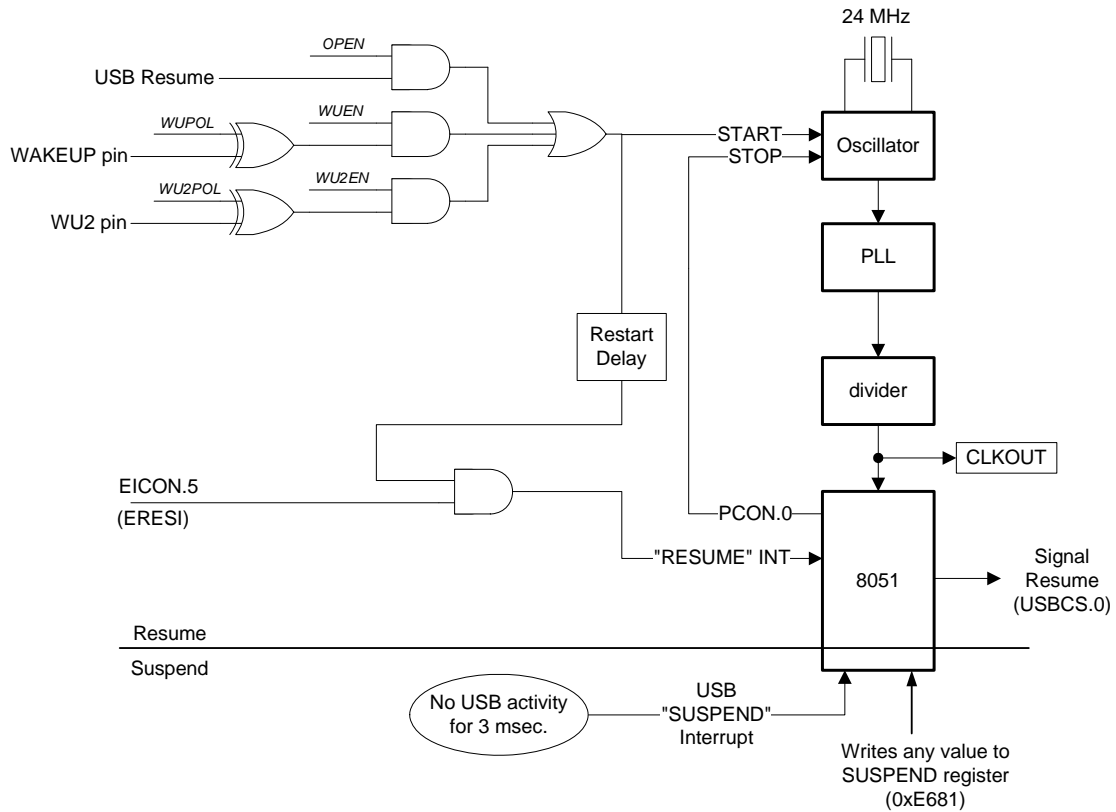 24 MHz
OPEN
USB Resume
WUPOL
WUEN
WAKEUP pin
START
Oscillator
STOP
WU2POL
WU2EN
WU2 pin
PLL
Restart
Delay
divider
CLKOUT
EICON.5
(ERESI)
PCON.0
"RESUME" INT
8051
Signal
Resume
(USBCS.0)
Resume
Suspend
No USB activity
for 3 msec.
USB
"SUSPEND"
Interrupt
Writes any value to
SUSPEND register
(0xE681)